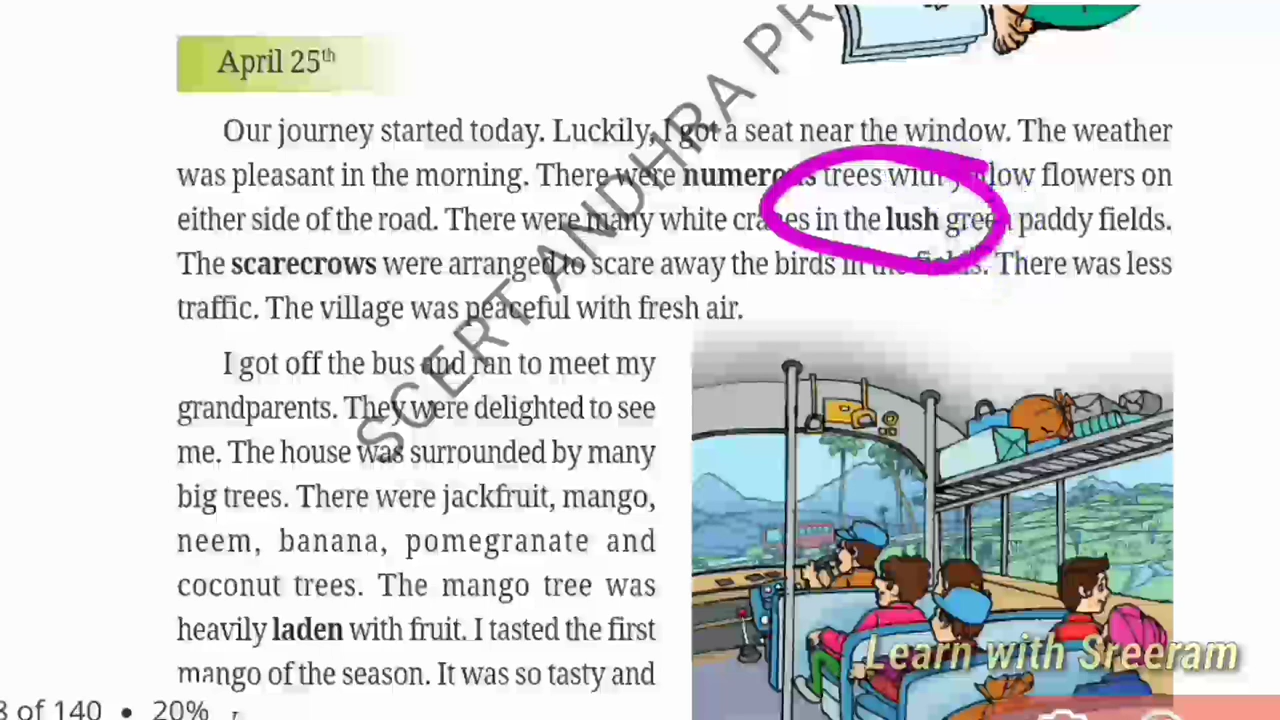 April 25th
Our journey started today. Luckily, I got a seat near the window. The weather
was pleasant in the morning. There were numerous trees with yellow flowers on
either side of the road. There were many white cranes in the lush green paddy fields.
The scarecrows were arranged to scare away the birds in the fields. There was less
traffic. The village was peaceful with fresh air.
I got off the bus and ran to meet my
grandparents. They were delighted to see
me. The house was surrounded by many
big trees. There were jackfruit, mango,
neem, banana, pomegranate and
coconut trees. The mango tree was
heavily laden with fruit. I tasted the first
mango of the season. It was so tasty and
SCERT ANDHRA PR
Learn with Sreeram
8 of 140 • 20%